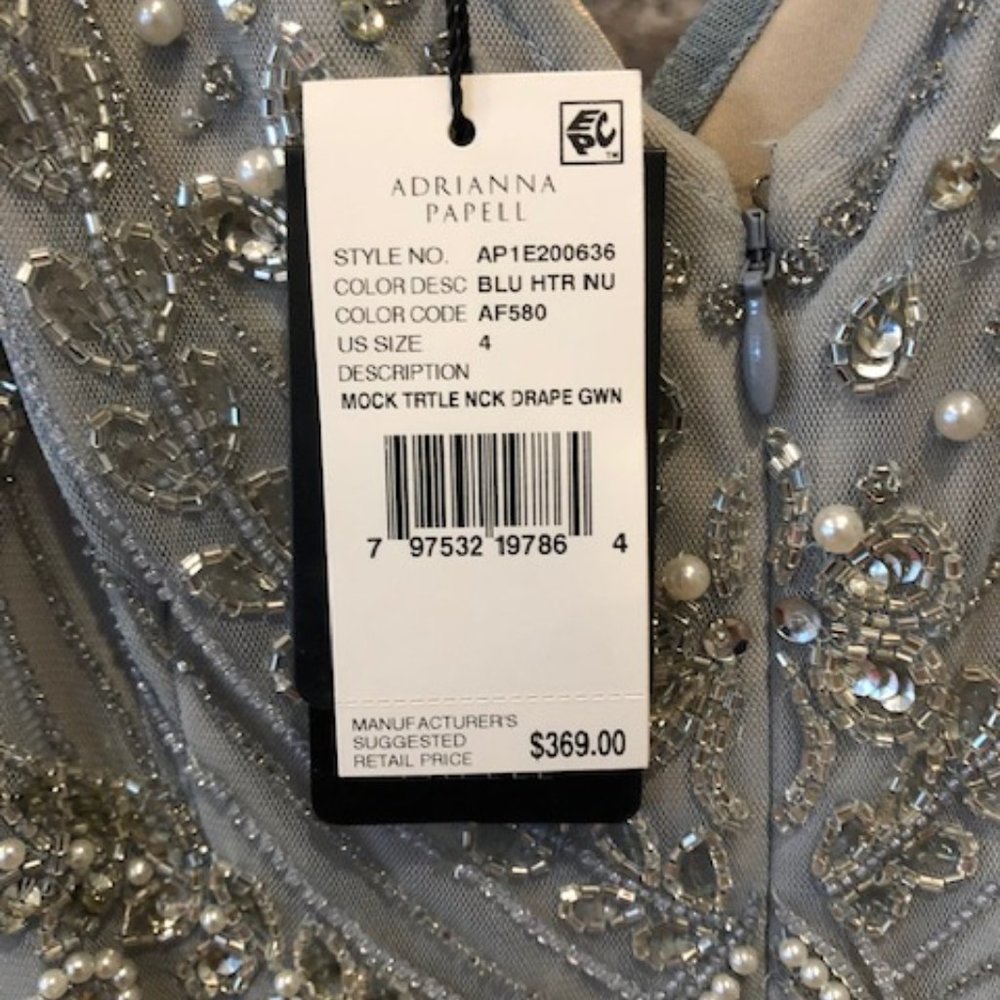 EPC™
ADRIANNA
PAPELL
STYLE NO. AP1E200636
COLOR DESC BLU HTR NU
COLOR CODE AF580
US SIZE 4
DESCRIPTION
MOCK TRTLE NCK DRAPE GWN
7 97532 19786 4
MANUFACTURER'S
SUGGESTED
RETAIL PRICE $369.00